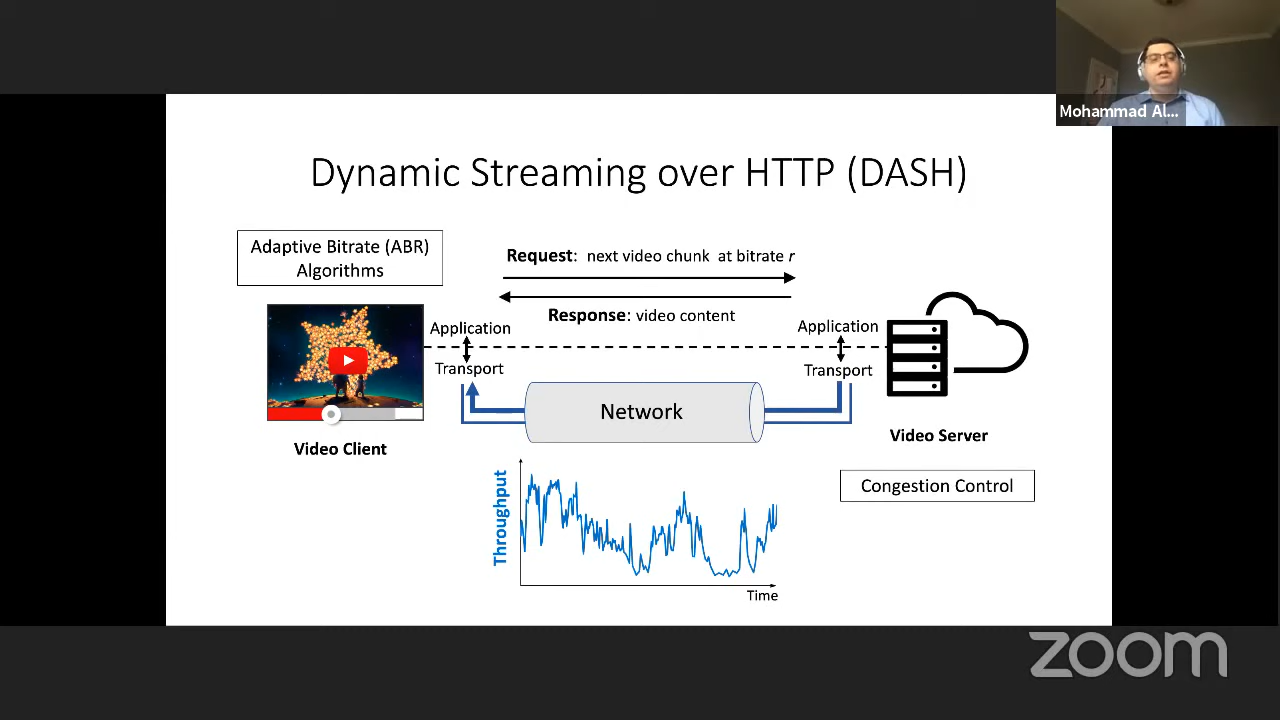 Mohammad Al...
Dynamic Streaming over HTTP (DASH)
Adaptive Bitrate (ABR)
Algorithms
Request: next video chunk at bitrate r
Response: video content
Application
Transport
Application
Transport
Network
Video Client
Video Server
Congestion Control
Throughput
Time
zoom